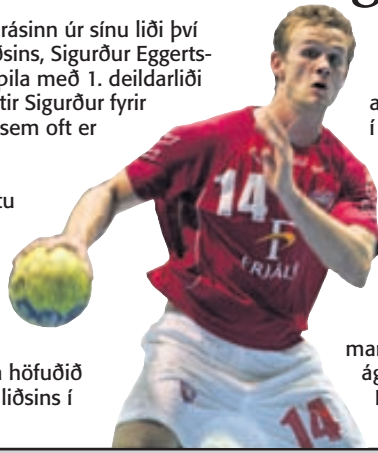 rásinn úr sínu liði því
ðsins, Sigurður Eggerts-
pila með 1. deildarliði
tir Sigurður fyrir
sem oft er
tu
a höfuðið
liðsins í
a
í
mar
ág
14
FRJÁLS
14